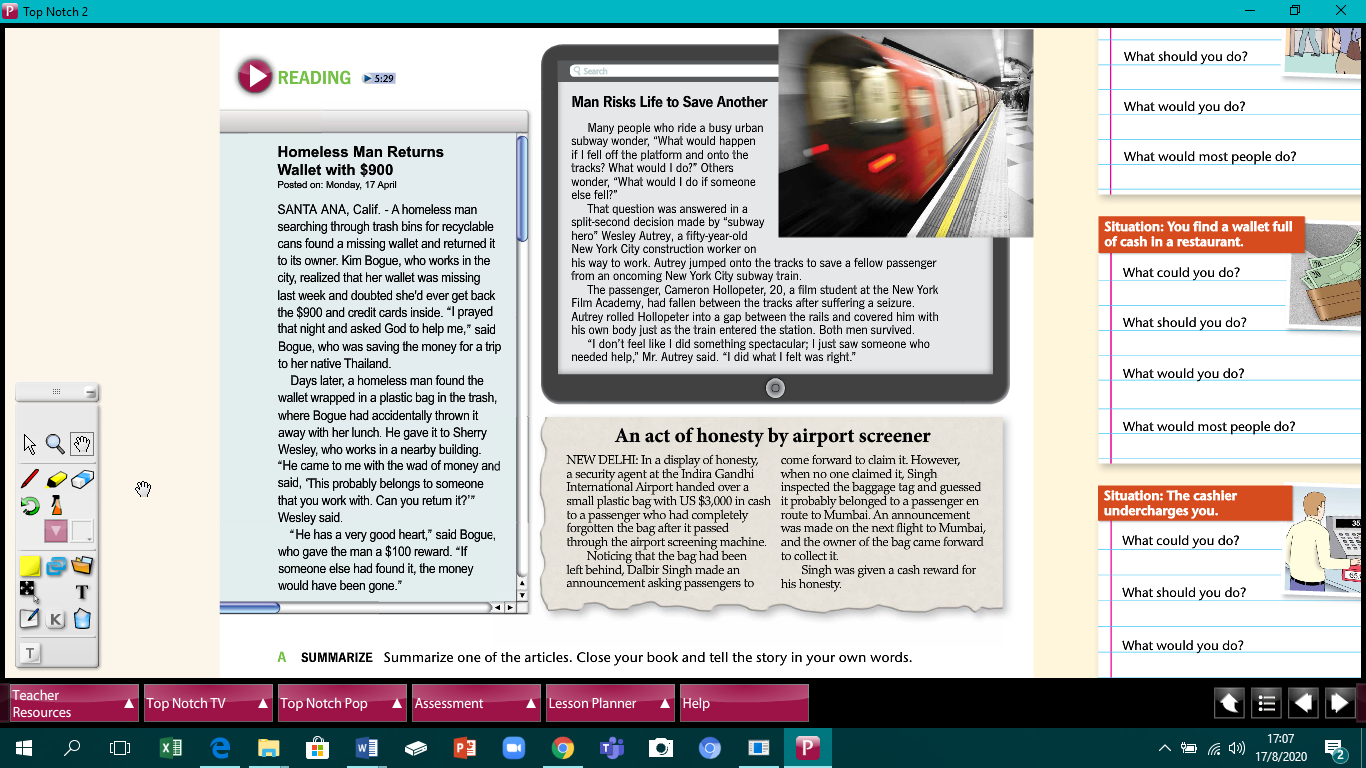 Top Notch 2
READING
5:29
Homeless Man Returns
Wallet with $900
Posted on: Monday, 17 April
SANTA ANA, Calif. - A homeless man
searching through trash bins for recyclable
cans found a missing wallet and returned it
to its owner. Kim Bogue, who works in the
city, realized that her wallet was missing
last week and doubted she'd ever get back
the $900 and credit cards inside. “I prayed
that night and asked God to help me,” said
Bogue, who was saving the money for a trip
to her native Thailand.
Days later, a homeless man found the
wallet wrapped in a plastic bag in the trash,
where Bogue had accidentally thrown it
away with her lunch. He gave it to Sherry
Wesley, who works in a nearby building.
“He came to me with the wad of money and
said, ‘This probably belongs to someone
that you work with. Can you return it?’”
Wesley said.
“He has a very good heart,” said Bogue,
who gave the man a $100 reward. “If
someone else had found it, the money
would have been gone.”
Search
Man Risks Life to Save Another
Many people who ride a busy urban
subway wonder, “What would happen
if I fell off the platform and onto the
tracks? What would I do?” Others
wonder, “What would I do if someone
else fell?”
That question was answered in a
split-second decision made by “subway
hero” Wesley Autrey, a fifty-year-old
New York City construction worker on
his way to work. Autrey jumped onto the tracks to save a fellow passenger
from an oncoming New York City subway train.
The passenger, Cameron Hollopeter, 20, a film student at the New York
Film Academy, had fallen between the tracks after suffering a seizure.
Autrey rolled Hollopeter into a gap between the rails and covered him with
his own body just as the train entered the station. Both men survived.
“I don’t feel like I did something spectacular; I just saw someone who
needed help,” Mr. Autrey said. “I did what I felt was right.”
An act of honesty by airport screener
NEW DELHI: In a display of honesty,
a security agent at the Indira Gandhi
International Airport handed over a
small plastic bag with US $3,000 in cash
to a passenger who had completely
forgotten the bag after it passed
through the airport screening machine.
Noticing that the bag had been
left behind, Dalbir Singh made an
announcement asking passengers to
come forward to claim it. However,
when no one claimed it, Singh
inspected the baggage tag and guessed
it probably belonged to a passenger en
route to Mumbai. An announcement
was made on the next flight to Mumbai,
and the owner of the bag came forward
to collect it.
Singh was given a cash reward for
his honesty.
A SUMMARIZE Summarize one of the articles. Close your book and tell the story in your own words.
What should you do?
What would you do?
What would most people do?
Situation: You find a wallet full
of cash in a restaurant.
What could you do?
What should you do?
What would you do?
What would most people do?
Situation: The cashier
undercharges you.
What could you do?
What should you do?
What would you do?
T
K
T
Teacher
Resources
Top Notch TV
Top Notch Pop
Assessment
Lesson Planner
Help
17:07
17/8/2020
2